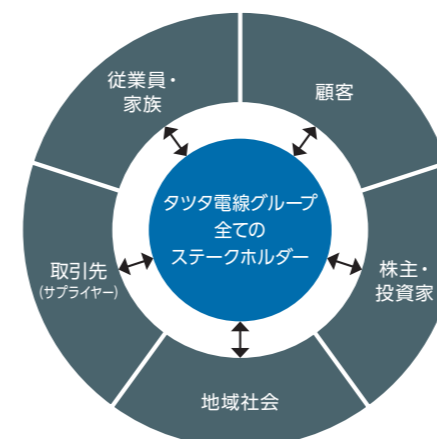 従業員・
家族
顧客
タツタ電線グループ
全ての
ステークホルダー
取引先
(サプライヤー)
株主・
投資家
地域社会